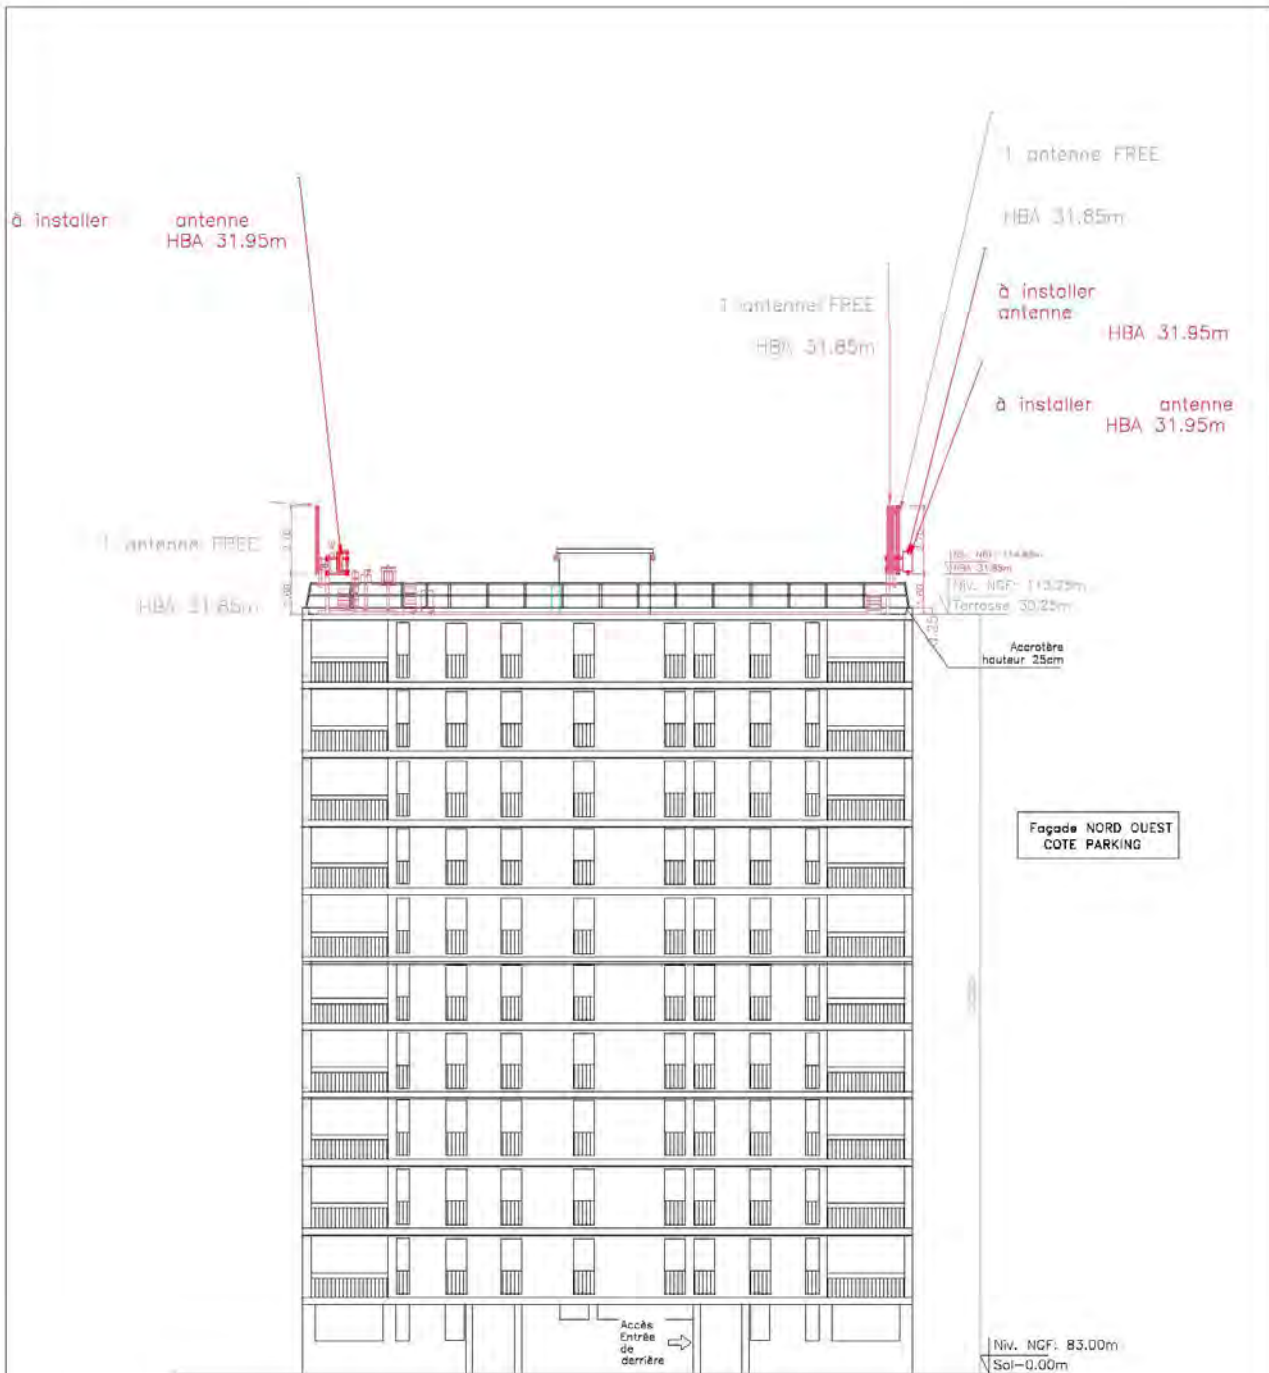 1 antenne FREE
HBA 31.85m
à installer antenne
HBA 31.95m
à installer
antenne
HBA 31.95m
1 antenne FREE
HBA 31.85m
à installer antenne
HBA 31.95m
1 antenne FREE
HBA 31.85m
Niv. NGF: 113.25m
Terrasse 30.25m
Accrotère
hauteur 25cm
Façade NORD OUEST
COTE PARKING
Accès
Entrée
de
derrière
Niv. NGF: 83.00m
Sol-0.00m